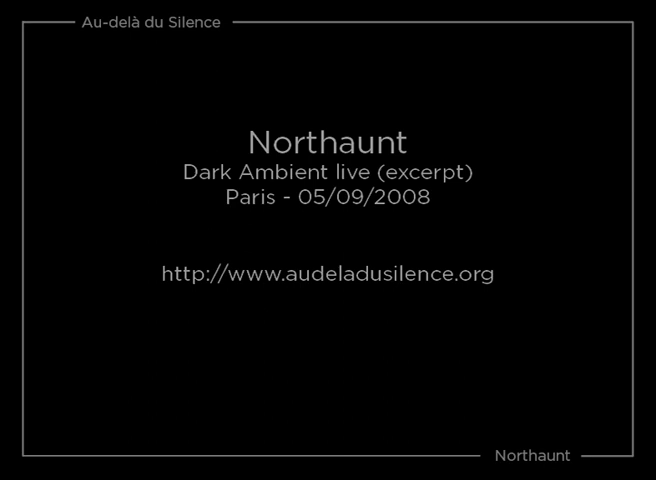 Au-delà du Silence
Northaunt
Dark Ambient live (excerpt)
Paris - 05/09/2008
http://www.audeladusilence.org
Northaunt